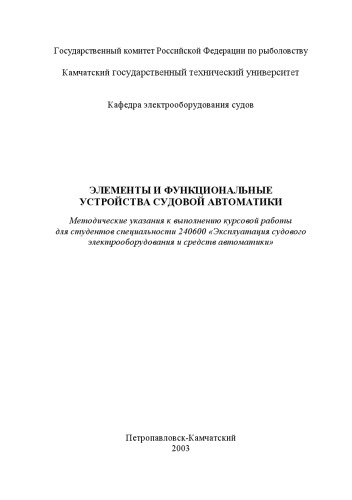 Государственный комитет Российской Федерации по рыболовству
Камчатский государственный технический университет
Кафедра электрооборудования судов
ЭЛЕМЕНТЫ И ФУНКЦИОНАЛЬНЫЕ
УСТРОЙСТВА СУДОВОЙ АВТОМАТИКИ
Методические указания к выполнению курсовой работы
для студентов специальности 240600 «Эксплуатация судового
электрооборудования и средств автоматики»
Петропавловск-Камчатский
2003